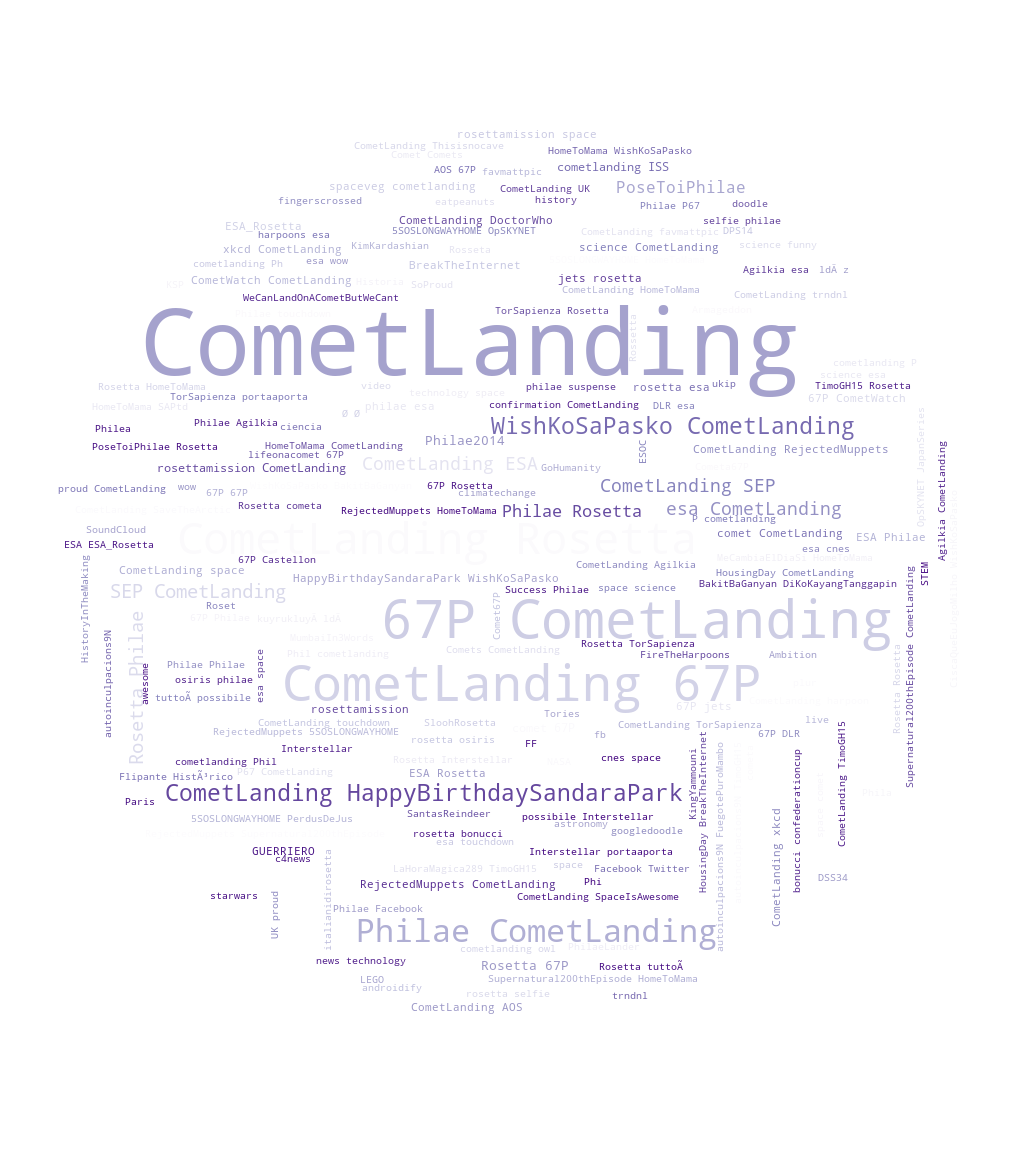 rosettamission space
CometLanding Thisisnocave
HomeToMama WishKoSaPasko
Comet Comets
AOS 67P
favmattpic
cometlanding ISS
spaceveg cometlanding
CometLanding UK
PoseToiPhilae
fingerscrossed
eatpeanuts
history
Philae P67
doodle
CometLanding DoctorWho
selfie philae
ESA_Rosetta
harpoons esa
5SOSLONGWAYHOME OpSKYNET
CometLanding favmattpic
DPS14
xkcd CometLanding
KimKardashian
Rosseta
science CometLanding
science funny
cometlanding Ph
esa wow
BreakTheInternet
Agilkia esa
ldÃ z
CometWatch CometLanding
SoProud
jets rosetta
CometLanding HomeToMama
CometLanding trndnl
WeCanLandOnACometButWeCant
TorSapienza Rosetta
CometLanding
Rossetta
cometlanding P
science esa
Rosetta HomeToMama
video
technology space
philae suspense
rosetta esa
ukip
TimoGH15 Rosetta
TorSapienza portaaporta
67P CometWatch
HomeToMama SAPtd
philae esa
confirmation CometLanding
DLR esa
Ø Ø
Philea
Philae Agilkia
ciencia
WishKoSaPasko CometLanding
PoseToiPhilae Rosetta
HomeToMama CometLanding
Philae2014
ESOC
CometLanding RejectedMuppets
lifeonacomet 67P
rosettamission CometLanding
CometLanding ESA
GoHumanity
OpSKYNET JapanSeries
Agilkia CometLanding
proud CometLanding
wow
67P 67P
67P Rosetta
climatechange
CometLanding SEP
Rosetta cometa
RejectedMuppets HomeToMama
Philae Rosetta
esa CometLanding
P cometlanding
SoundCloud
CometLanding Rosetta
comet CometLanding
ESA Philae
ESA ESA_Rosetta
esa cnes
67P Castellon
CometLanding Agilkia
CometLanding space
HappyBirthdaySandaraPark WishKoSaPasko
HousingDay CometLanding
STEM
HistoryInTheMaking
SEP CometLanding
Success Philae
space science
BakitBaGanyan DiKoKayangTanggapin
Comet67P
Roset
67P Philae
kuyrukluyÄ ldÄ
67P CometLanding
Rosetta Philae
autoinculpacions9N
Rosetta TorSapienza
Phil cometlanding
Comets CometLanding
FireTheHarpoons
Ambition
Supernatural200thEpisode CometLanding
Rosetta Rosetta
Philae Philae
awesome
osiris philae
esa space
CometLanding 67P
tuttoÃ possibile
rosettamission
67P jets
Tories
CometLanding touchdown
SloohRosetta
CometLanding TorSapienza
live
RejectedMuppets 5SOSLONGWAYHOME
rosetta osiris
FF
fb
67P DLR
Interstellar
Rosetta Interstellar
cnes space
CometLanding TimoGH15
cometlanding Phil
P67 CometLanding
ESA Rosetta
Flipante HistÃ³rico
KingYammouni
HousingDay BreakTheInternet
autoinculpacions9N FuegotePuroMambo
bonucci confederationcup
CometLanding HappyBirthdaySandaraPark
Paris
Phila
5SOSLONGWAYHOME PerdusDeJus
SantasReindeer
possibile Interstellar
astronomy
googledoodle
rosetta bonucci
esa touchdown
CometLanding xkcd
GUERRIERO
c4news
Interstellar portaaporta
italianidirosetta
LaHoraMagica289 TimoGH15
space
Facebook Twitter
DSS34
RejectedMuppets CometLanding
Phi
starwars
UK proud
CometLanding SpaceIsAwesome
Philae Facebook
Philae CometLanding
cometlanding owl
PhilaeLander
news technology
Rosetta 67P
Rosetta tuttoÃ
LEGO
androidify
Supernatural200thEpisode HomeToMama
rosetta selfie
trndnl
CometLanding AOS